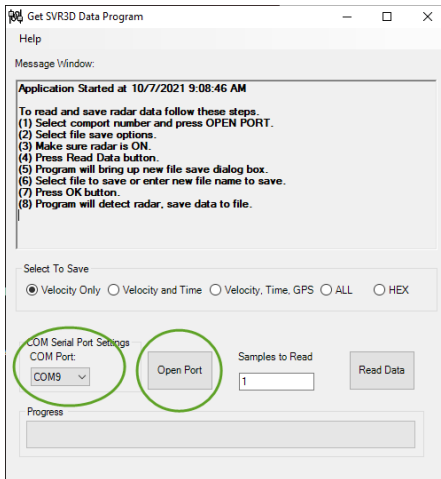 Get SVR3D Data Program
Help
Message Window:
Application Started at 10/7/2021 9:08:46 AM
To read and save radar data follow these steps.
(1) Select comport number and press OPEN PORT.
(2) Select file save options.
(3) Make sure radar is ON.
(4) Press Read Data button.
(5) Program will bring up new file save dialog box.
(6) Select file to save or enter new file name to save.
(7) Press OK button.
(8) Program will detect radar, save data to file.
Select To Save
Velocity Only Velocity and Time Velocity, Time, GPS ALL HEX
COM Serial Port Settings
COM Port:
COM9
Open Port
Samples to Read
1
Read Data
Progress